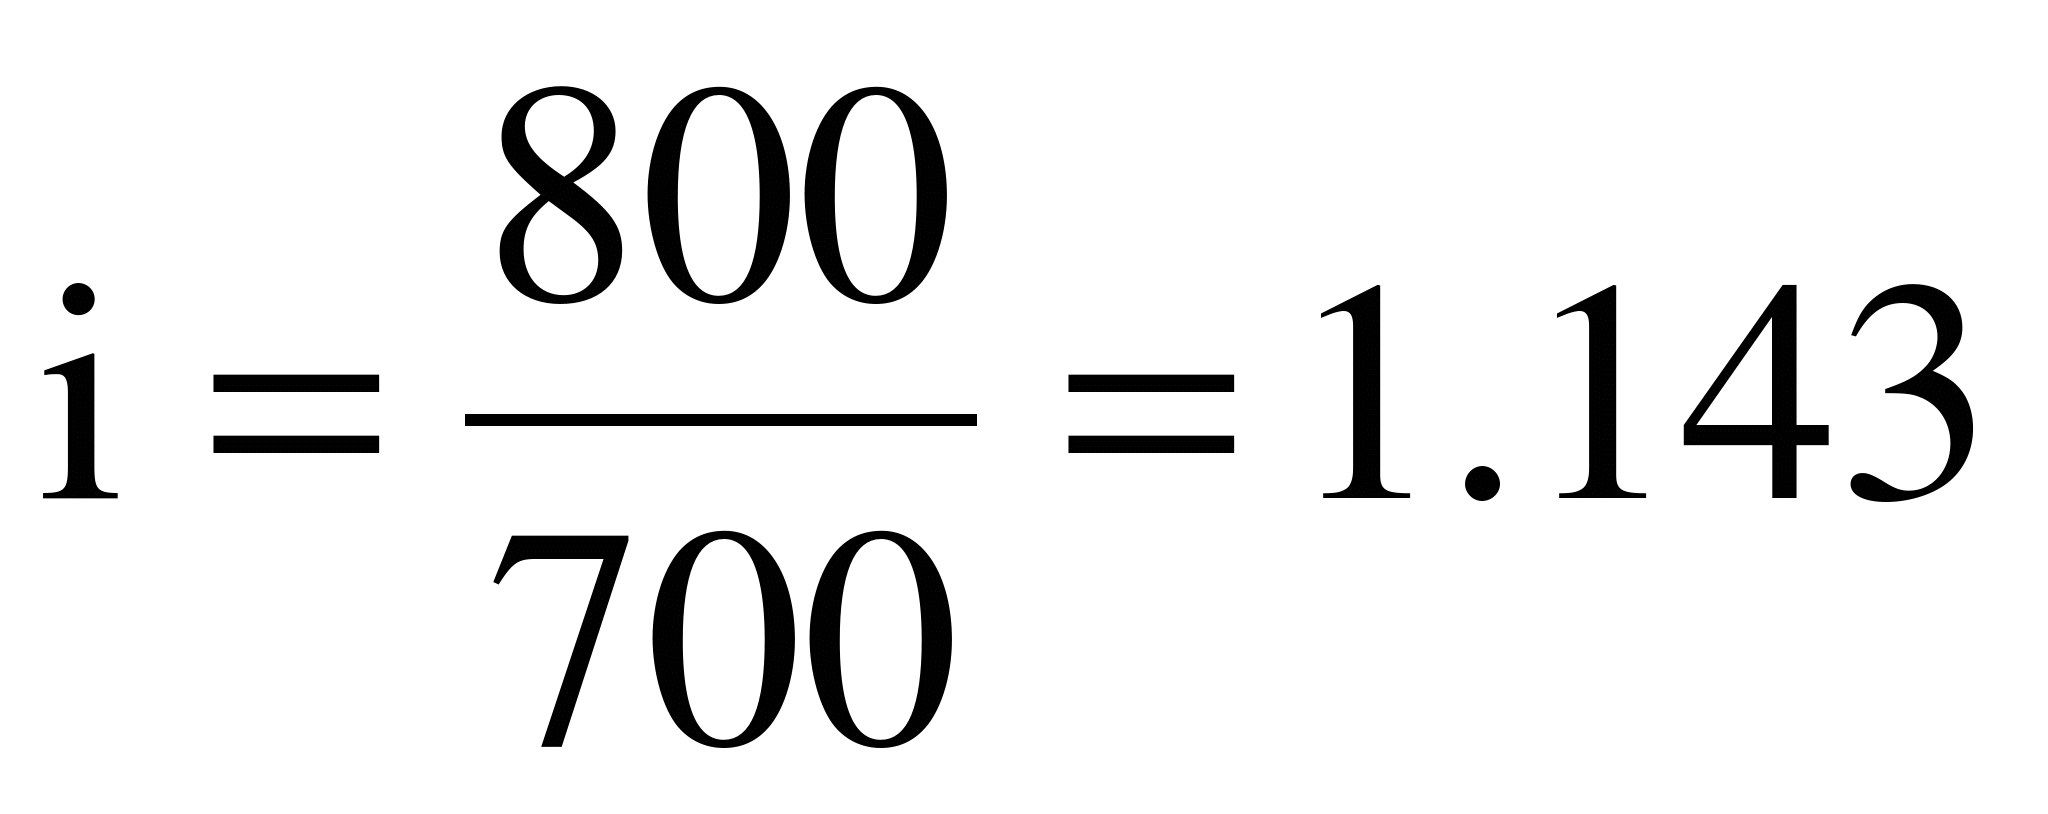 i = 800/700 = 1.143